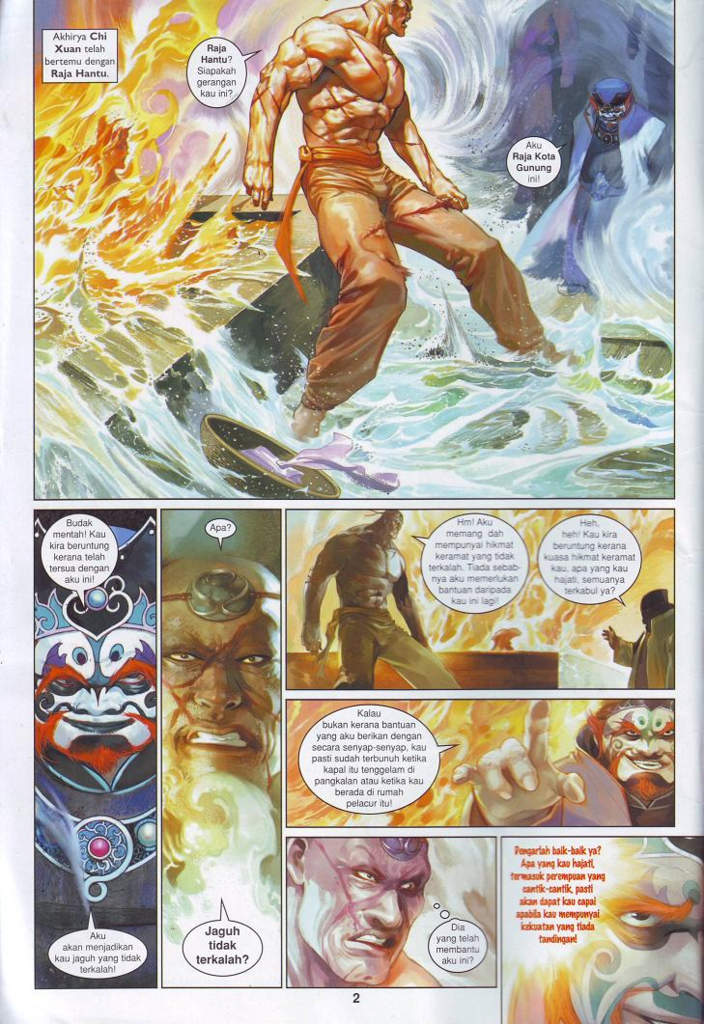 Akhirya Chi
Xuan telah
bertemu dengan
Raja Hantu.
Raja
Hantu?
Siapakah
gerangan
kau ini?
Aku
Raja Kota
Gunung
ini!
Budak
mentah! Kau
kira beruntung
kerana telah
tersua dengan
aku ini!
Aku
akan menjadikan
kau jaguh yang tidak
terkalah!
Apa?
Jaguh
tidak
terkalah?
Hm! Aku
memang dah
mempunyai hikmat
keramat yang tidak
terkalah. Tiada sebab-
nya aku memerlukan
bantuan daripada
kau ini lagi!
Heh,
heh! Kau kira
beruntung kerana
kuasa hikmat keramat
kau, apa yang kau
hajati, semuanya
terkabul ya?
Kalau
bukan kerana bantuan
yang aku berikan dengan
secara senyap-senyap, kau
pasti sudah terbunuh ketika
kapal itu tenggelam di
pangkalan atau ketika kau
berada di rumah
pelacur itu!
Dia
yang telah
membantu
aku ini?
Dengarlah baik-baik ya?
Apa yang kau hajati,
termasuk perempuan yang
cantik-cantik, pasti
akan dapat kau capai
apabila kau mempunyai
kekuatan yang tiada
tandingan!
2